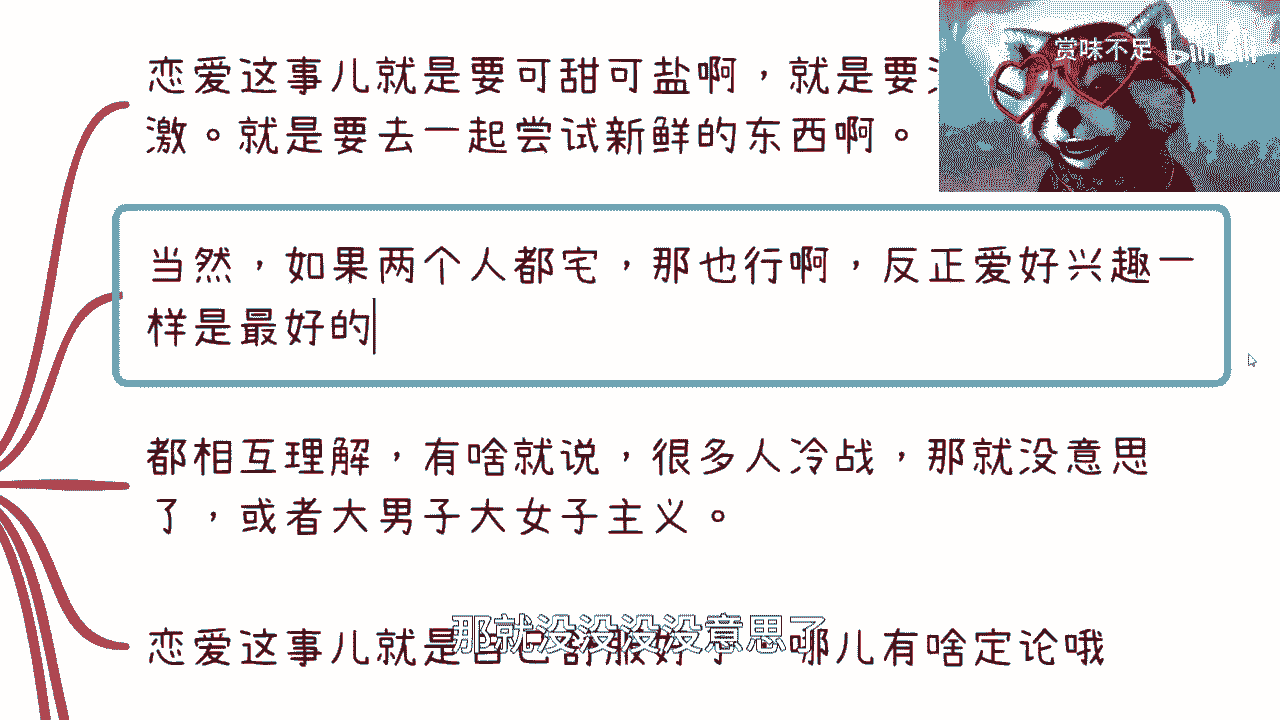 恋爱这事儿就是要可甜可盐啊，就是要
激。就是要去一起尝试新鲜的东西啊。
赏味不足 bilibili
当然，如果两个人都宅，那也行啊，反正爱好兴趣一
样是最好的
都相互理解，有啥就说，很多人冷战，那就没意思
了，或者大男子大女子主义。
恋爱这事儿就是自己舒服好了，哪儿有啥定论哦
那就没没没没意思了